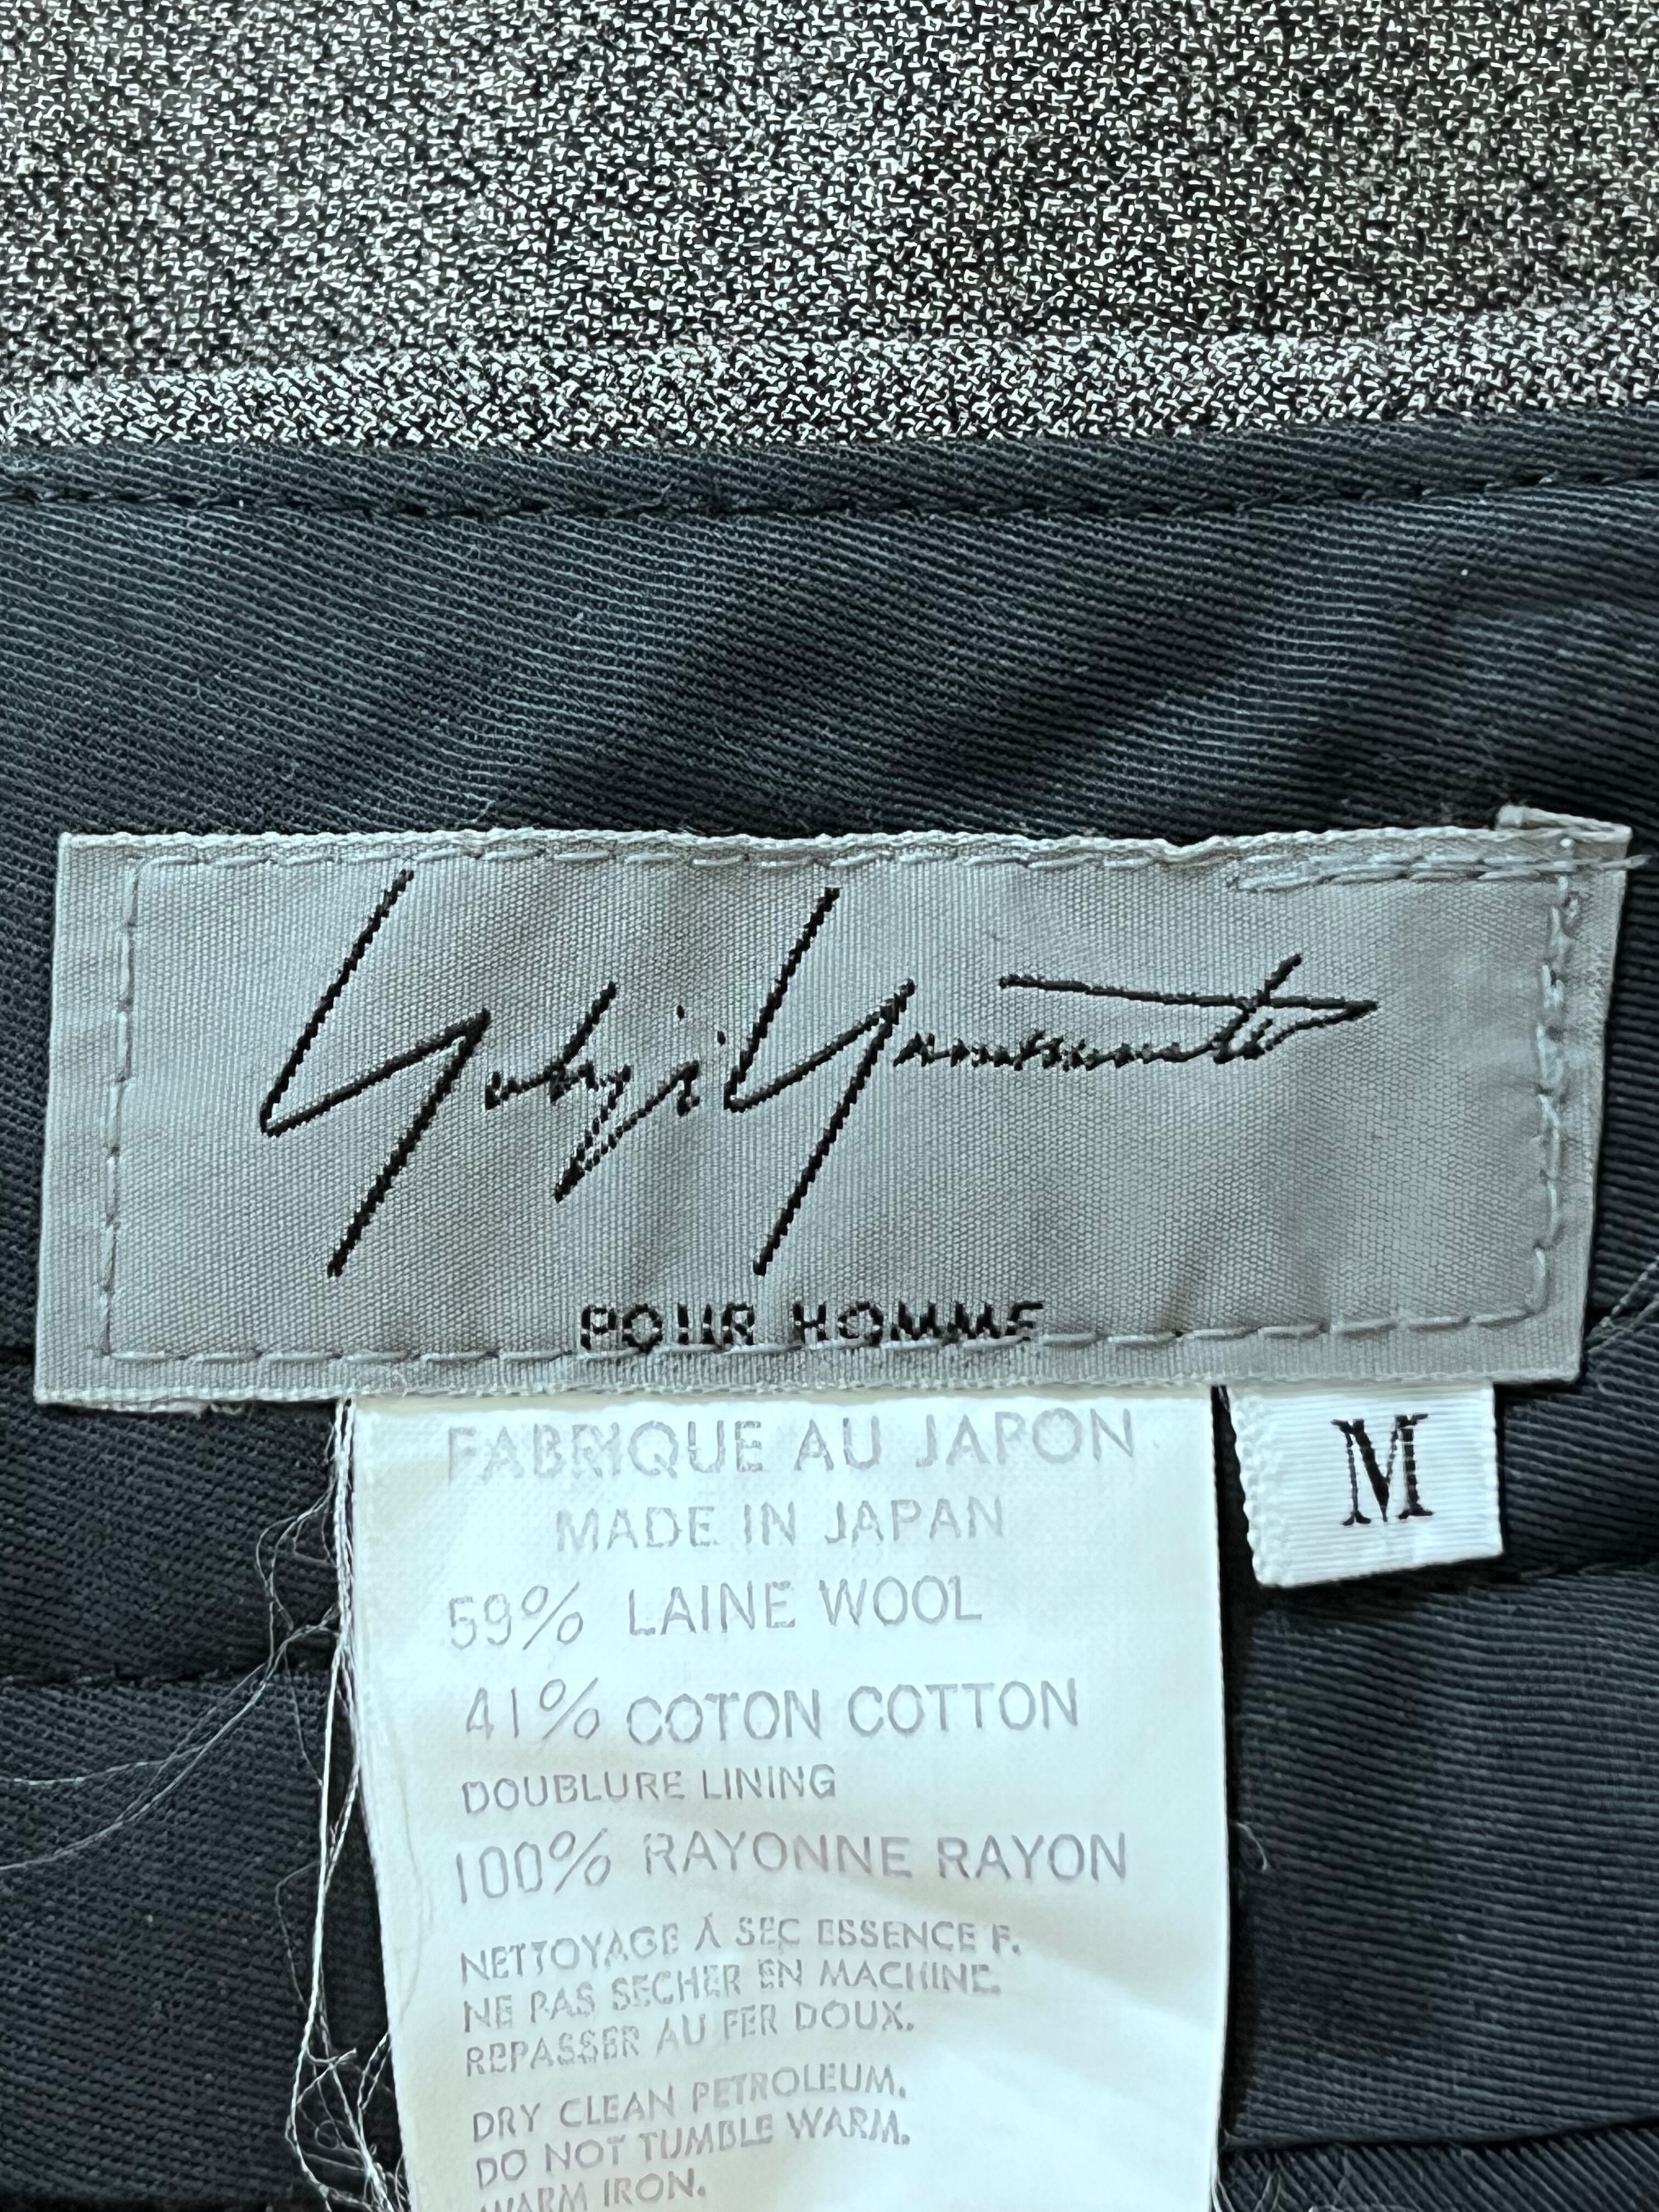 Yohji Yamamoto
POUR HOMME
M
FABRIQUE AU JAPON
MADE IN JAPAN
59% LAINE WOOL
41% COTON COTTON
DOUBLURE LINING
100% RAYONNE RAYON
NETTOYAGE À SEC ESSENCE F.
NE PAS SECHER EN MACHINE.
REPASSER AU FER DOUX.
DRY CLEAN PETROLEUM.
DO NOT TUMBLE WARM.
WARM IRON.